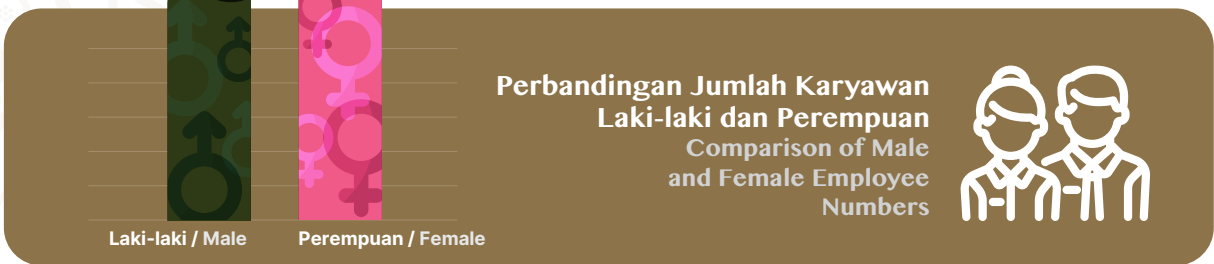 Perbandingan Jumlah Karyawan
Laki-laki dan Perempuan
Comparison of Male
and Female Employee
Numbers
Laki-laki / Male
Perempuan / Female